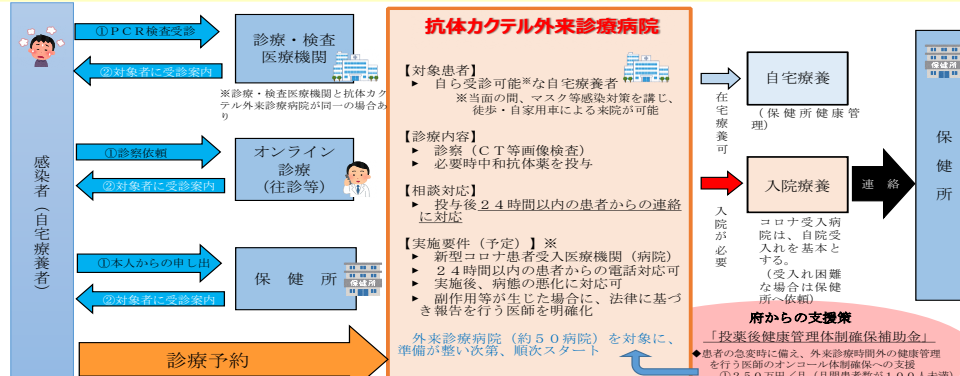 感染者（自宅療養者）
①ＰＣＲ検査受診
②対象者に受診案内
診療・検査
医療機関
※診療・検査医療機関と抗体カク
テル外来診療病院が同一の場合あ
り
①診察依頼
②対象者に受診案内
オンライン
診療
（往診等）
①本人からの申し出
②対象者に受診案内
保　健　所
保健所
診療予約
抗体カクテル外来診療病院
【対象患者】
▶ 自ら受診可能※な自宅療養者
※当面の間、マスク等感染対策を講じ、
徒歩・自家用車による来院が可能
【診療内容】
▶ 診察（ＣＴ等画像検査）
▶ 必要時中和抗体薬を投与
【相談対応】
▶ 投与後２４時間以内の患者からの連絡
に対応
【実施要件（予定）】※
▶ 新型コロナ患者受入医療機関（病院）
▶ ２４時間以内の患者からの電話対応可
▶ 実施後、病態の悪化に対応可
▶ 副作用等が生じた場合に、法律に基づ
き報告を行う医師を明確化
外来診療病院（約５０病院）を対象に、
準備が整い次第、順次スタート
在宅療養可
自宅療養
（保健所健康管
理）
入院が必要
入院療養
コロナ受入病
院は、自院受
入れを基本と
する。
（受入れ困難
な場合は保健
所へ依頼）
連絡
保健所
保健所
府からの支援策
「投薬後健康管理体制確保補助金」
◆患者の急変時に備え、外来診療時間外の健康管理
を行う医師のオンコール体制確保への支援